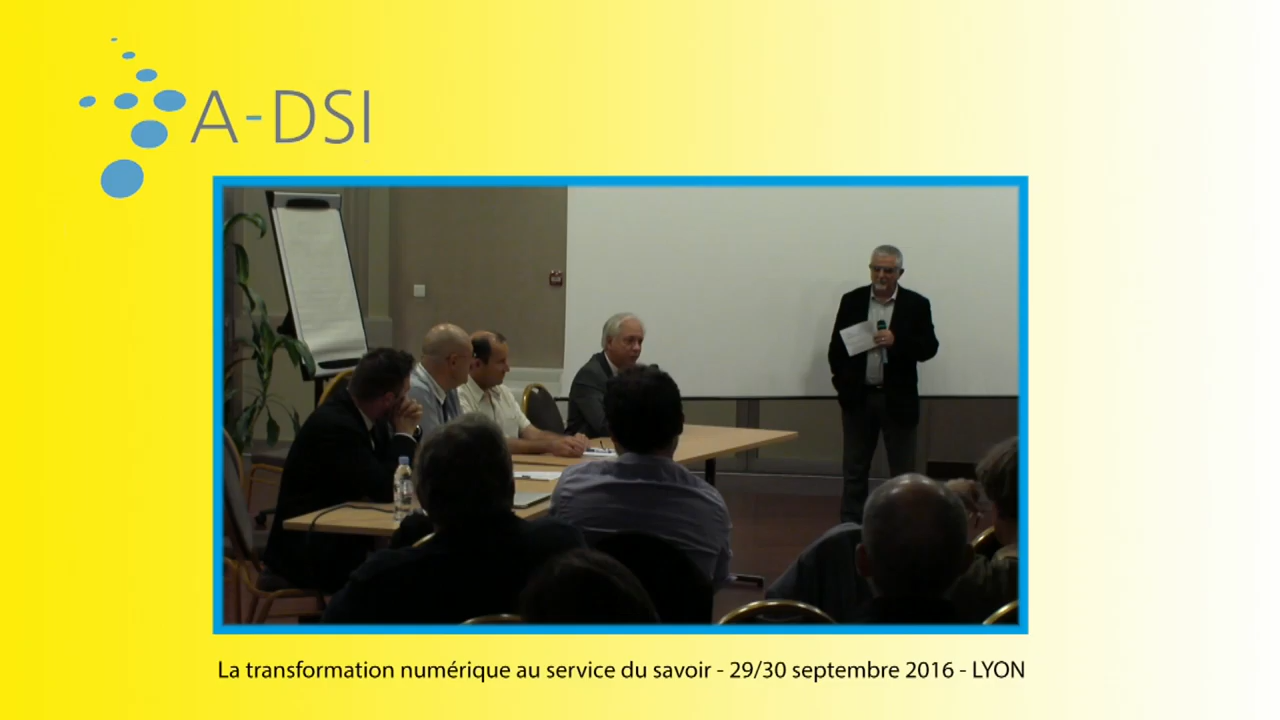 A-DSI
La transformation numérique au service du savoir - 29/30 septembre 2016 - LYON